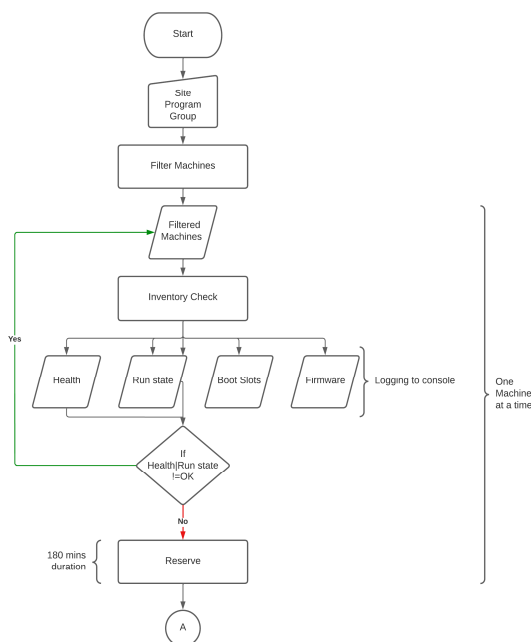 Start
Site
Program
Group
Filter Machines
Filtered
Machines
Inventory Check
Yes
Health
Run state
Boot Slots
Firmware
Logging to console
One
Machine
at a time
If
Health|Run state
!=OK
No
180 mins
duration
Reserve
A